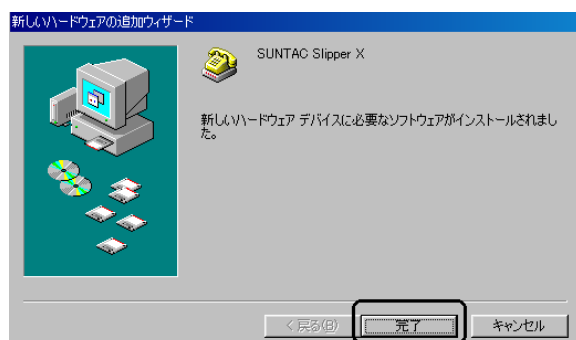 新しいハードウェアの追加ウィザード
SUNTAC Slipper X
新しいハードウェア デバイスに必要なソフトウェアがインストールされまし
た。
< 戻る(B)
完了
キャンセル